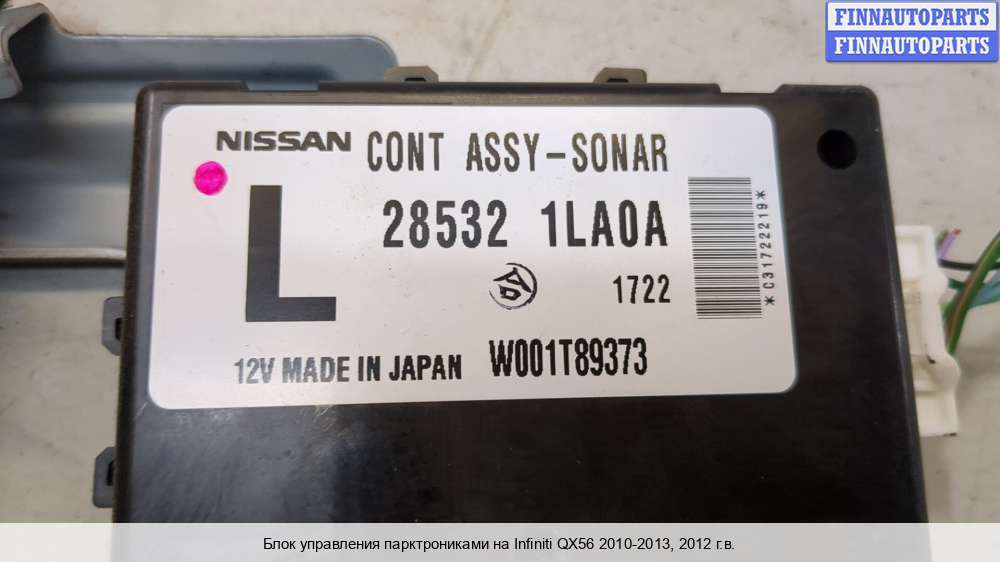 FINNAUTOPARTS
FINNAUTOPARTS
NISSAN CONT ASSY-SONAR
L
28532 1LA0A
1722
*C31722219*
12V MADE IN JAPAN W001T89373
Блок управления парктрониками на Infiniti QX56 2010-2013, 2012 г.в.